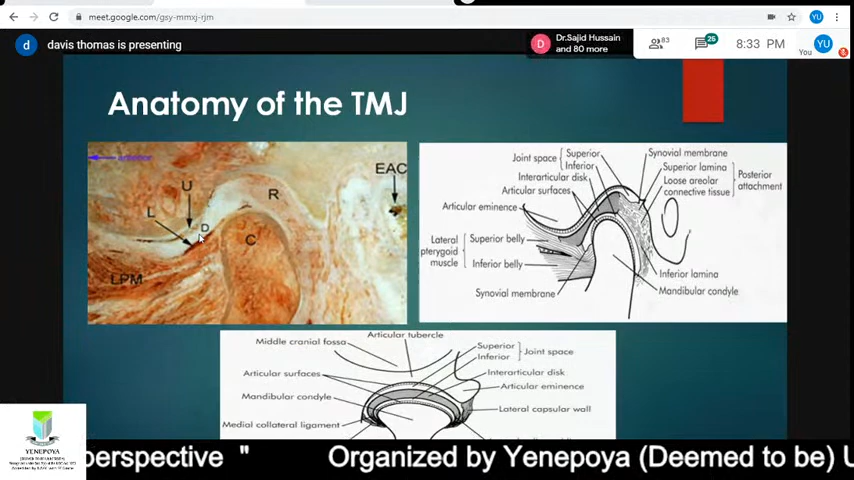 meet.google.com/gsy-mmxj-rjm
YU
d
davis thomas is presenting
D
Dr.Sajid Hussain
and 80 more
83
26
8:33 PM
You
YU
Anatomy of the TMJ
anterior
EAC
U
R
L
D
C
LPM
Joint space
Superior
Inferior
Interarticular disk
Articular surfaces
Articular eminence
Lateral
pterygoid
muscle
Superior belly
Inferior belly
Synovial membrane
Synovial membrane
Superior lamina
Loose areolar
connective tissue
Posterior
attachment
Inferior lamina
Mandibular condyle
Middle cranial fossa
Articular tubercle
Superior
Inferior
Joint space
Articular surfaces
Interarticular disk
Mandibular condyle
Articular eminence
Lateral capsular wall
Medial collateral ligament
YENEPOYA
perspective " Organized by Yenepoya (Deemed to be) U